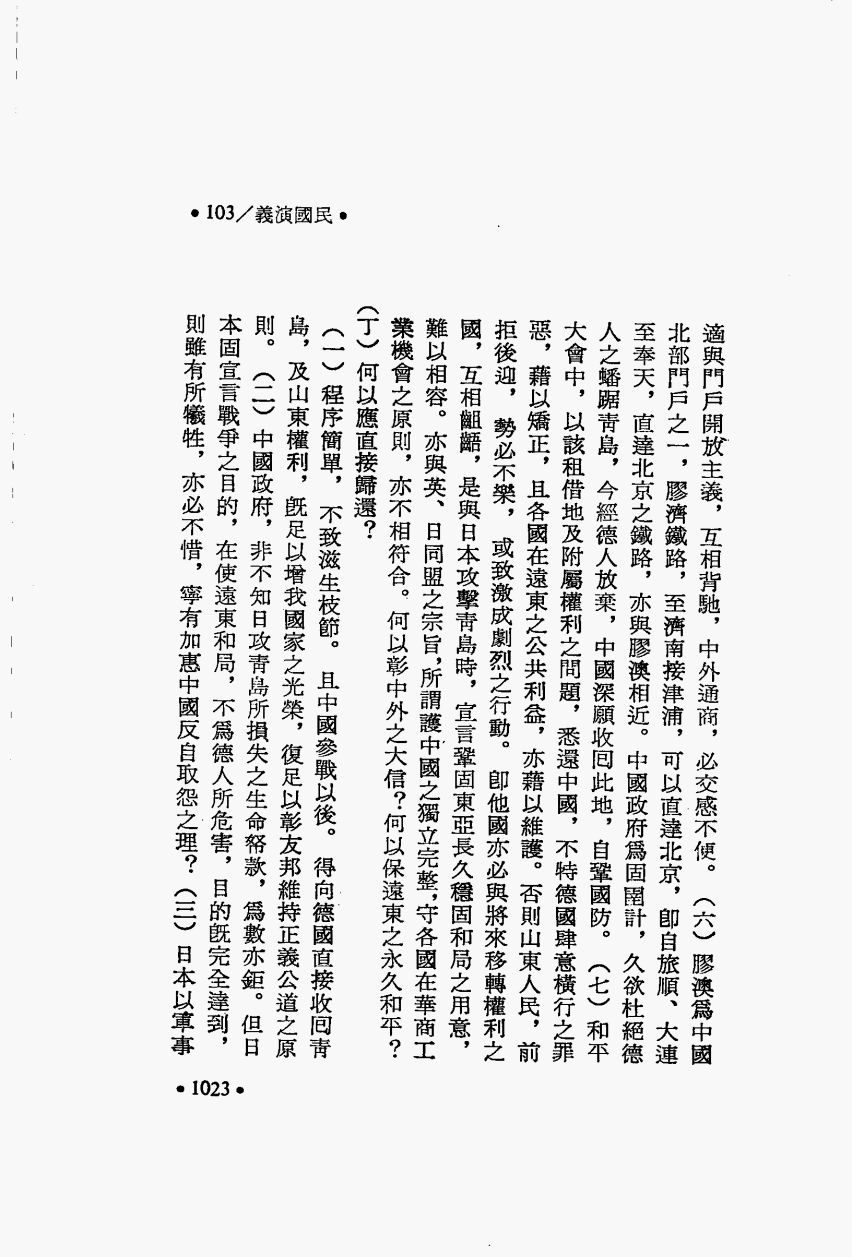 •103/義演國民•
適與門戶開放主義，互相背馳，中外通商，必交感不便。（六）膠澳爲中國
北部門戶之一，膠濟鐵路，至濟南接津浦，可以直達北京，卽自旅順、大連
至奉天，直達北京之鐵路，亦與膠澳相近。中國政府爲固圉計，久欲杜絕德
人之蟠踞靑島，今經德人放棄，中國深願收囘此地，自鞏國防。（七）和平
大會中，以該租借地及附屬權利之問題，悉還中國，不特德國肆意橫行之罪
惡，藉以矯正，且各國在遠東之公共利益，亦藉以維護。否則山東人民，前
拒後迎，勢必不樂，或致激成劇烈之行動。卽他國亦必與將來移轉權利之
國，互相齟齬，是與日本攻擊靑島時，宣言鞏固東亞長久穩固和局之用意，
難以相容。亦與英、日同盟之宗旨，所謂護中國之獨立完整，守各國在華商工
業機會之原則，亦不相符合。何以彰中外之大信？何以保遠東之永久和平？
（丁）何以應直接歸還？
（一）程序簡單，不致滋生枝節。且中國參戰以後。得向德國直接收囘靑
島，及山東權利，旣足以增我國家之光榮，復足以彰友邦維持正義公道之原
則。（二）中國政府，非不知日攻靑島所損失之生命帑款，爲數亦鉅。但日
本固宣言戰爭之目的，在使遠東和局，不爲德人所危害，目的旣完全達到，
則雖有所犧牲，亦必不惜，寧有加惠中國反自取怨之理？（三）日本以軍事
•1023•